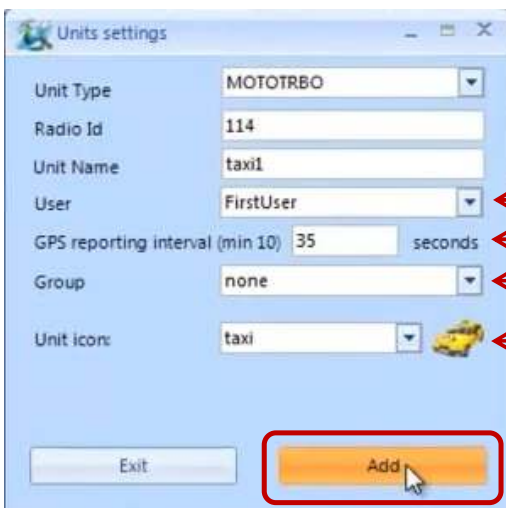 Units settings
Unit Type MOTOTRBO
Radio Id 114
Unit Name taxi1
User FirstUser
GPS reporting interval (min 10) 35 seconds
Group none
Unit icon: taxi
Exit Add